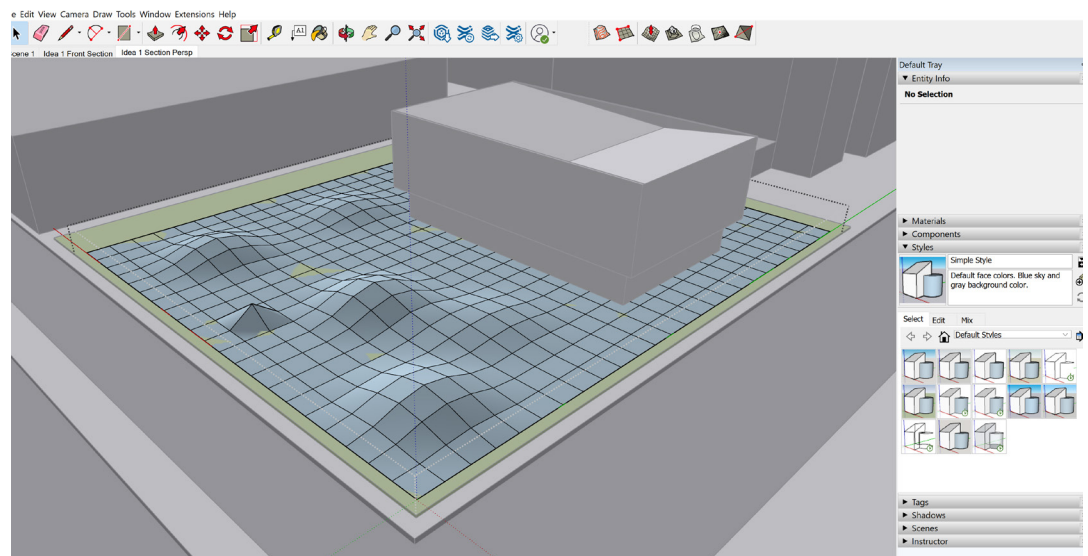 e Edit View Camera Draw Tools Window Extensions Help
A1
cene 1 Idea 1 Front Section Idea 1 Section Persp
Default Tray
Entity Info
No Selection
Materials
Components
Styles
Simple Style
Default face colors. Blue sky and
gray background color.
Select Edit Mix
Default Styles
Tags
Shadows
Scenes
Instructor